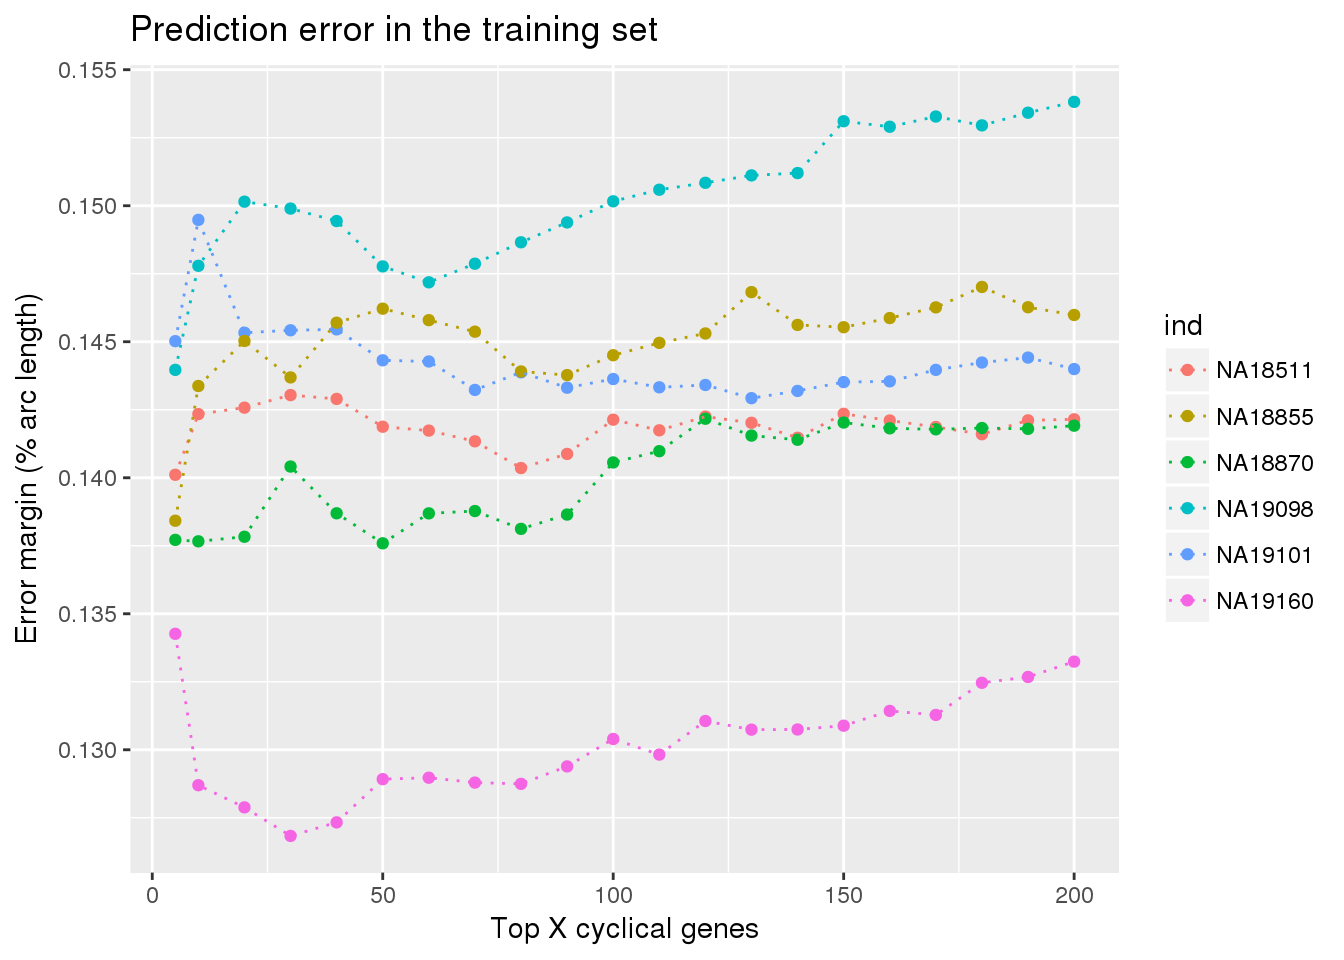 Prediction error in the training set
Error margin (% arc length)
0.155
0.150
0.145
0.140
0.135
0.130
0
50
100
150
200
Top X cyclical genes
ind
NA18511
NA18855
NA18870
NA19098
NA19101
NA19160